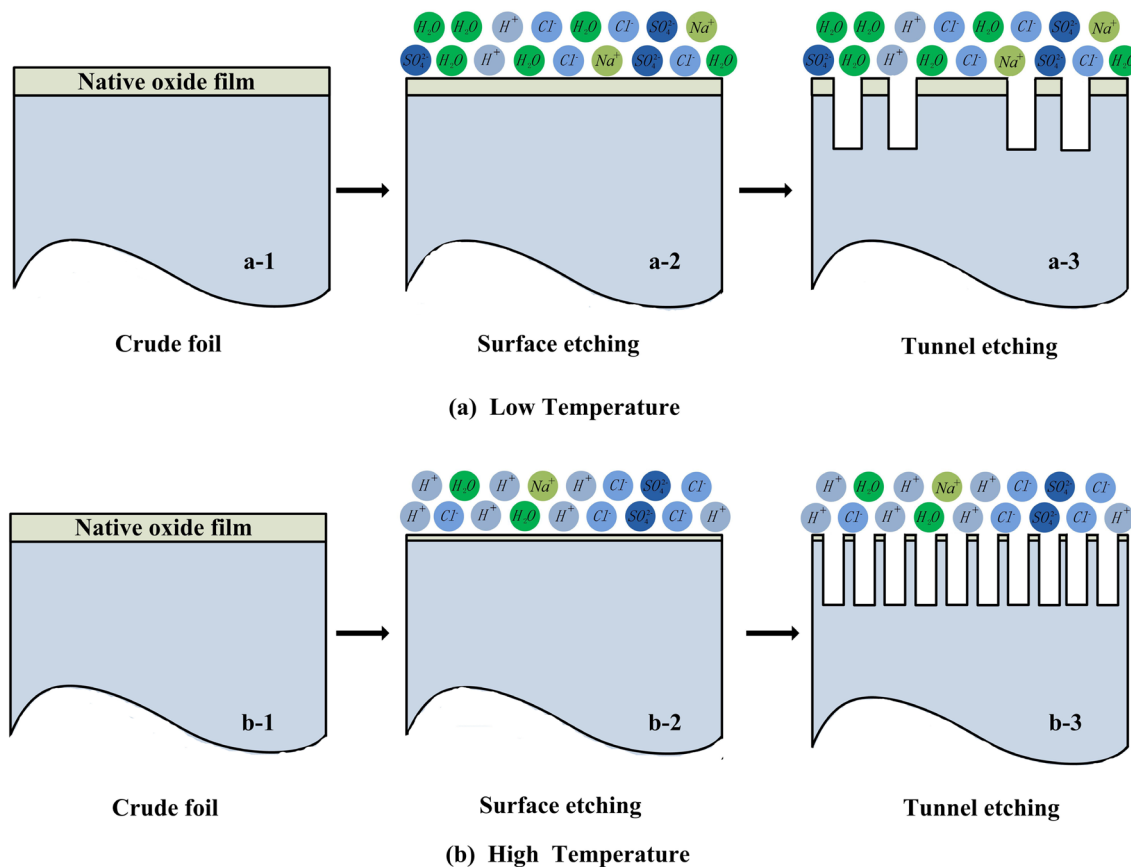 H₂O H₂O H⁺ Cl⁻ H₂O Cl⁻ SO₄²⁻ Na⁺
SO₄²⁻ H₂O H⁺ H₂O Cl⁻ Na⁺ SO₄²⁻ Cl⁻ H₂O
H₂O H₂O H⁺ Cl⁻ H₂O Cl⁻ SO₄²⁻ Na⁺
SO₄²⁻ H₂O H⁺ H₂O Cl⁻ Na⁺ SO₄²⁻ Cl⁻ H₂O
Native oxide film
a-1
a-2
a-3
Crude foil
Surface etching
Tunnel etching
(a) Low Temperature
H⁺ H₂O H⁺ Na⁺ H⁺ Cl⁻ SO₄²⁻ Cl⁻
H⁺ Cl⁻ H⁺ H₂O H⁺ Cl⁻ SO₄²⁻ Cl⁻ H⁺
H⁺ H₂O H⁺ Na⁺ H⁺ Cl⁻ SO₄²⁻ Cl⁻
H⁺ Cl⁻ H⁺ H₂O H⁺ Cl⁻ SO₄²⁻ Cl⁻ H⁺
Native oxide film
b-1
b-2
b-3
Crude foil
Surface etching
Tunnel etching
(b) High Temperature